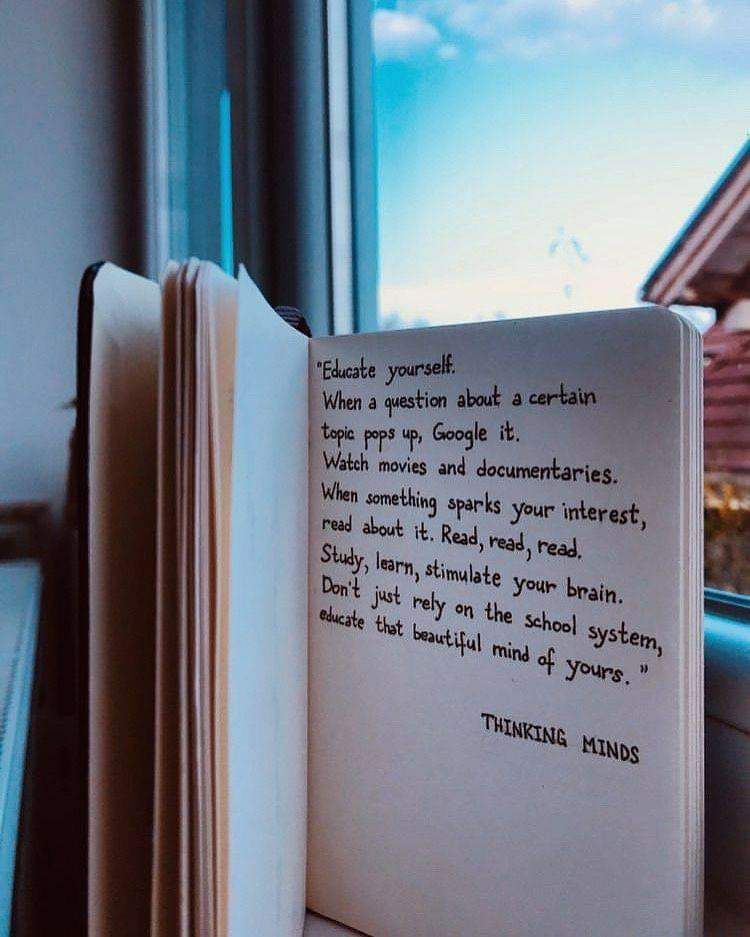 "Educate yourself.
When a question about a certain
topic pops up, Google it.
Watch movies and documentaries.
When something sparks your interest,
read about it. Read, read, read.
Study, learn, stimulate your brain.
Don't just rely on the school system,
educate that beautiful mind of yours."
THINKING MINDS